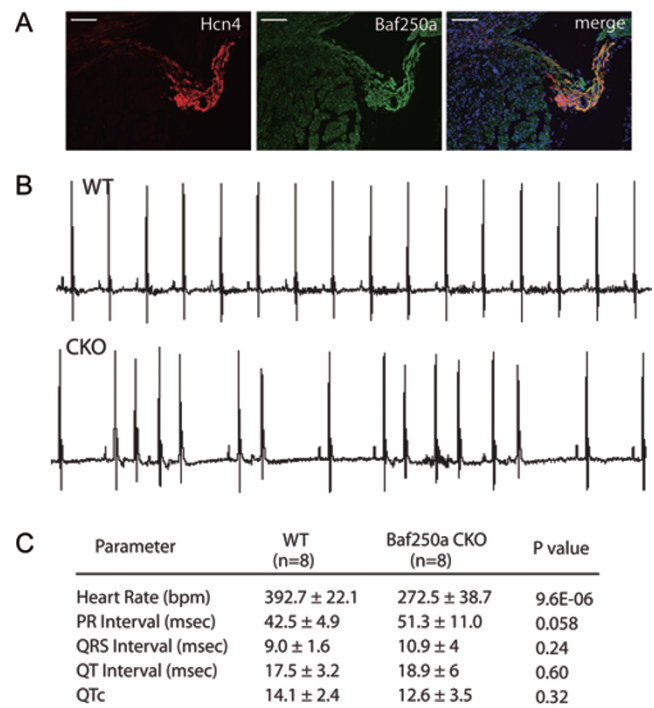 A
Hcn4
Baf250a
merge
B
WT
CKO
C
Parameter WT (n=8) Baf250a CKO (n=8) P value
Heart Rate (bpm) 392.7 ± 22.1 272.5 ± 38.7 9.6E-06
PR Interval (msec) 42.5 ± 4.9 51.3 ± 11.0 0.058
QRS Interval (msec) 9.0 ± 1.6 10.9 ± 4 0.24
QT Interval (msec) 17.5 ± 3.2 18.9 ± 6 0.60
QTc 14.1 ± 2.4 12.6 ± 3.5 0.32